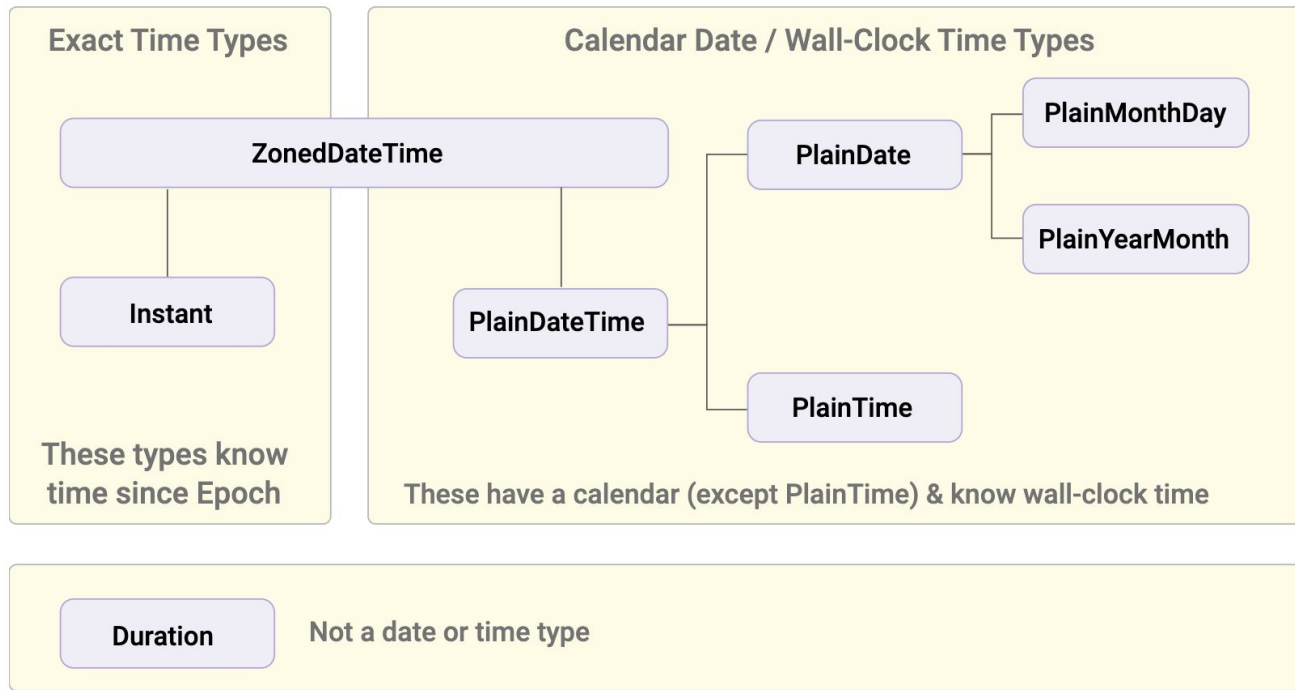 Exact Time Types
Calendar Date / Wall-Clock Time Types
ZonedDateTime
Instant
PlainDateTime
PlainDate
PlainTime
PlainMonthDay
PlainYearMonth
These types know
time since Epoch
These have a calendar (except PlainTime) & know wall-clock time
Duration
Not a date or time type